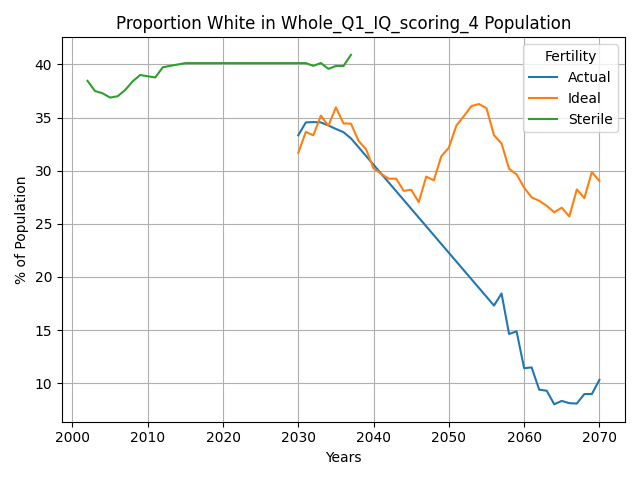 Proportion White in Whole_Q1_IQ_scoring_4 Population
Fertility
Actual
Ideal
Sterile
% of Population
40
35
30
25
20
15
10
2000 2010 2020 2030 2040 2050 2060 2070
Years